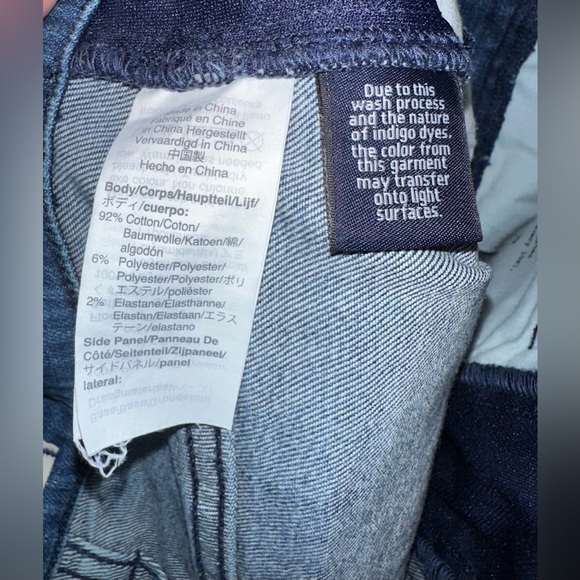 Made in China
Fabriqué en Chine
in China Hergestellt
Vervaardigd in China
中国製
Hecho en China
Body/Corps/Hauptteil/Lijf/
ボディ/cuerpo:
92% Cotton/Coton/
Baumwolle/Katoen/綿/
algodón
6% Polyester/Polyester/
Polyester/Polyester/ポリ
エステル/poliéster
2% Elastane/Élasthanne/
Elastan/Elastaan/エラス
テーン/elastano
Side Panel/Panneau De
Côté/Seitenteil/Zijpaneel/
サイドパネル/panel
lateral:
Due to this
wash process
and the nature
of indigo dyes,
the color from
this garment
may transfer
onto light
surfaces.